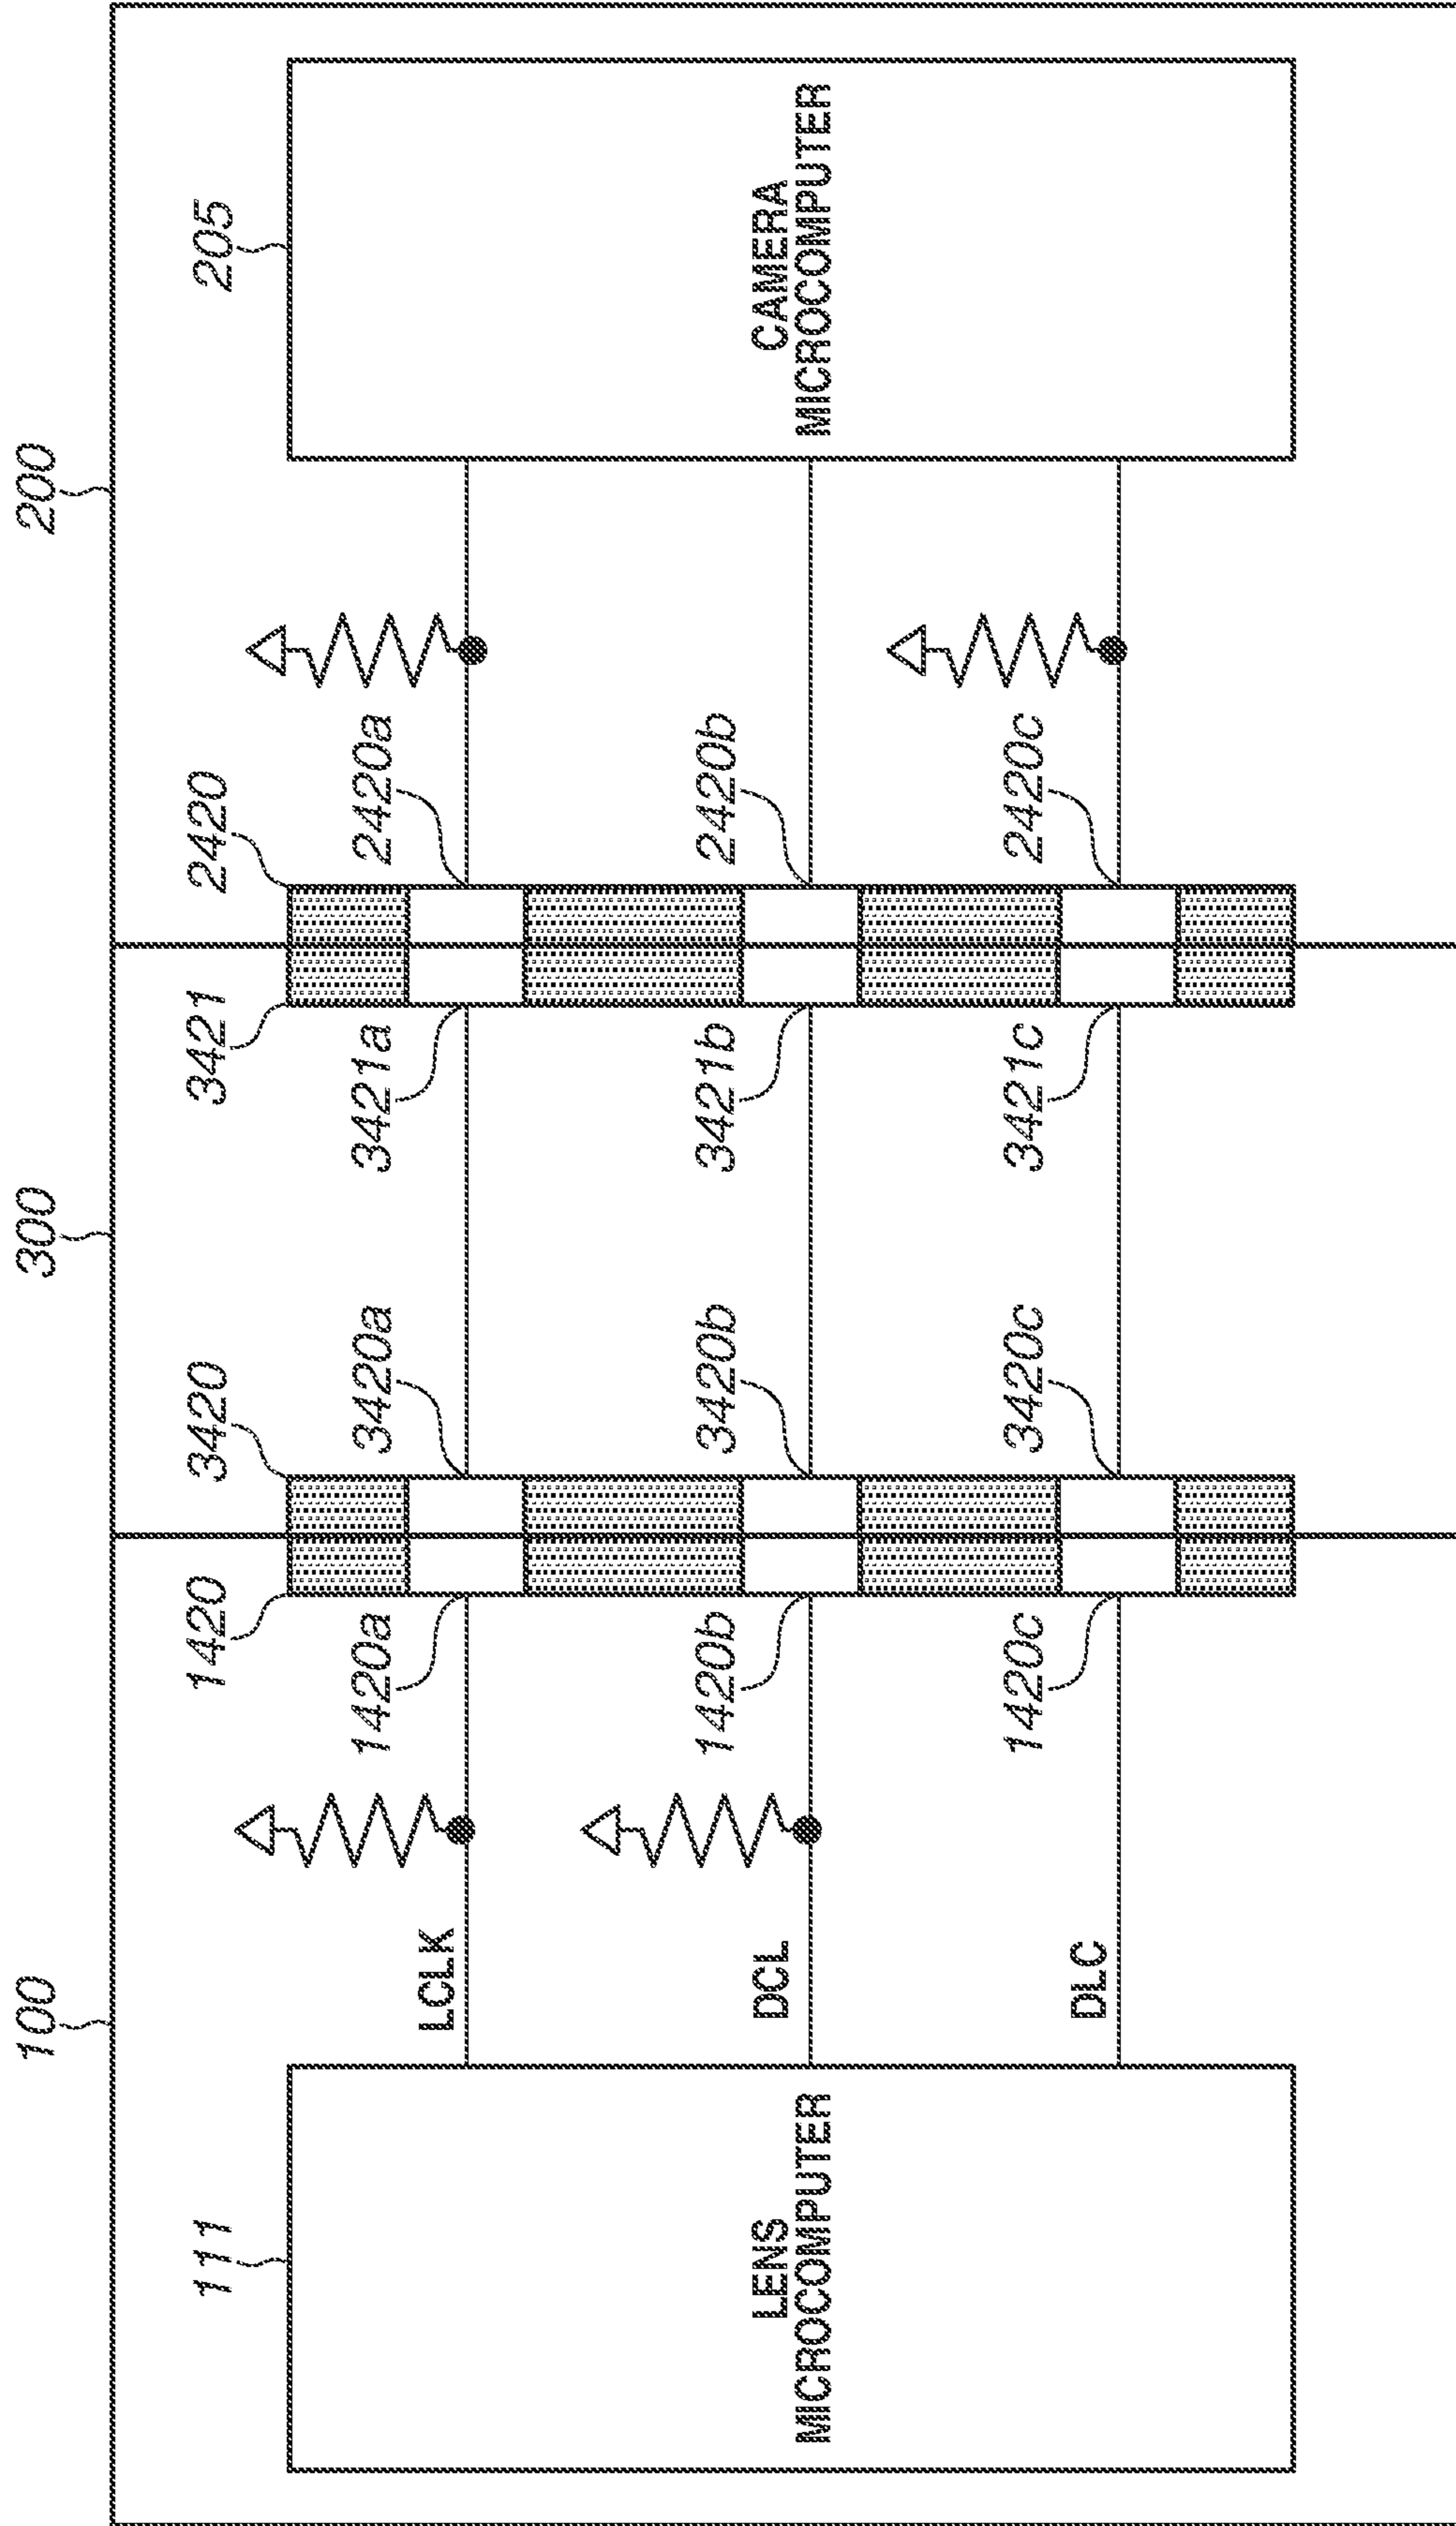 100
300
200
111
1420
3420
3421
2420
205
1420a
3420a
3421a
2420a
LCLK
1420b
3420b
3421b
2420b
DCL
LENS
MICROCOMPUTER
CAMERA
MICROCOMPUTER
1420c
3420c
3421c
2420c
DLC